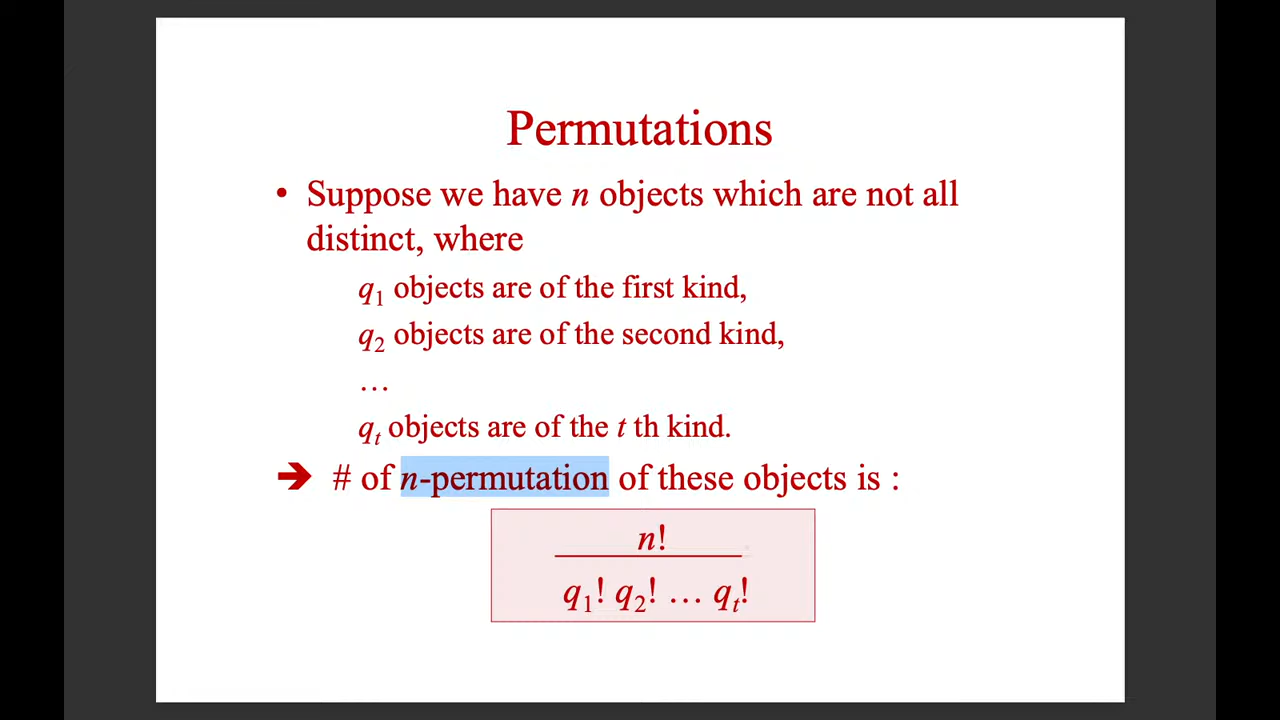 Permutations
• Suppose we have n objects which are not all
distinct, where
q₁ objects are of the first kind,
q₂ objects are of the second kind,
…
qₜ objects are of the t th kind.
➔ # of n-permutation of these objects is :
n!
q₁! q₂! … qₜ!